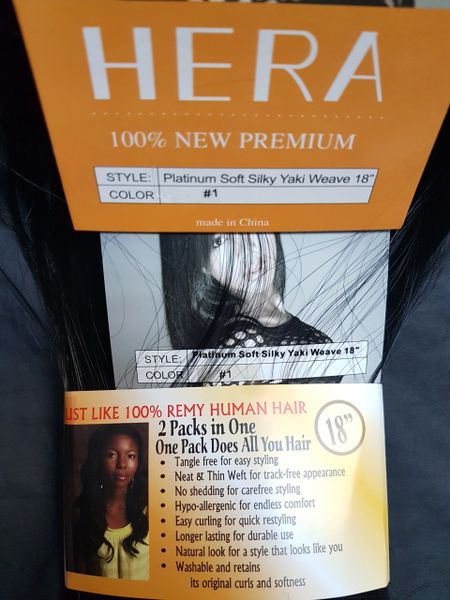 HERA
100% NEW PREMIUM
STYLE: Platinum Soft Silky Yaki Weave 18"
COLOR #1
made in China
STYLE: Platinum Soft Silky Yaki Weave 18"
COLOR #1
UST LIKE 100% REMY HUMAN HAIR
2 Packs in One
One Pack Does All You Hair
18"
• Tangle free for easy styling
• Neat & Thin Weft for track-free appearance
• No shedding for carefree styling
• Hypo-allergenic for endless comfort
• Easy curling for quick restyling
• Longer lasting for durable use
• Natural look for a style that looks like you
• Washable and retains
its original curls and softness